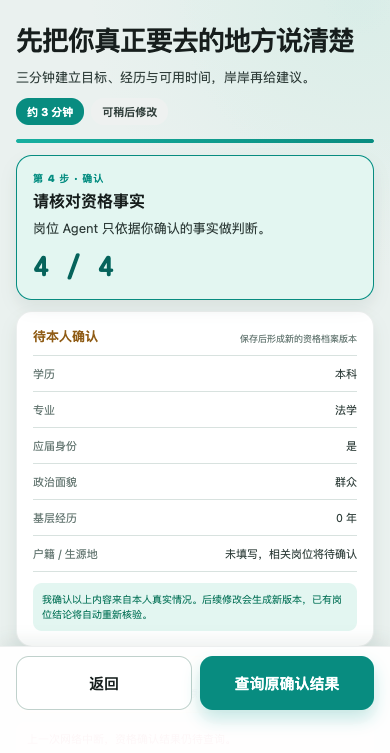 先把你真正要去的地方说清楚
三分钟建立目标、经历与可用时间，岸岸再给建议。
约 3 分钟
可稍后修改
第 4 步 · 确认
请核对资格事实
岗位 Agent 只依据你确认的事实做判断。
4 / 4
待本人确认
保存后形成新的资格档案版本
学历
本科
专业
法学
应届身份
是
政治面貌
群众
基层经历
0 年
户籍 / 生源地
未填写，相关岗位将待确认
我确认以上内容来自本人真实情况。后续修改会生成新版本，已有岗
位结论将自动重新核验。
返回
查询原确认结果